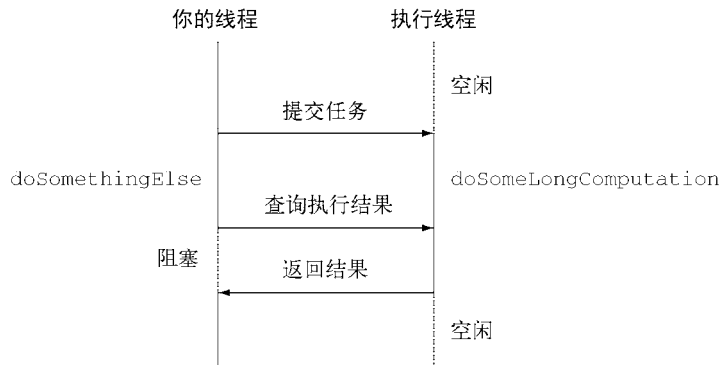 你的线程
执行线程
空闲
提交任务
doSomethingElse
doSomeLongComputation
查询执行结果
阻塞
返回结果
空闲